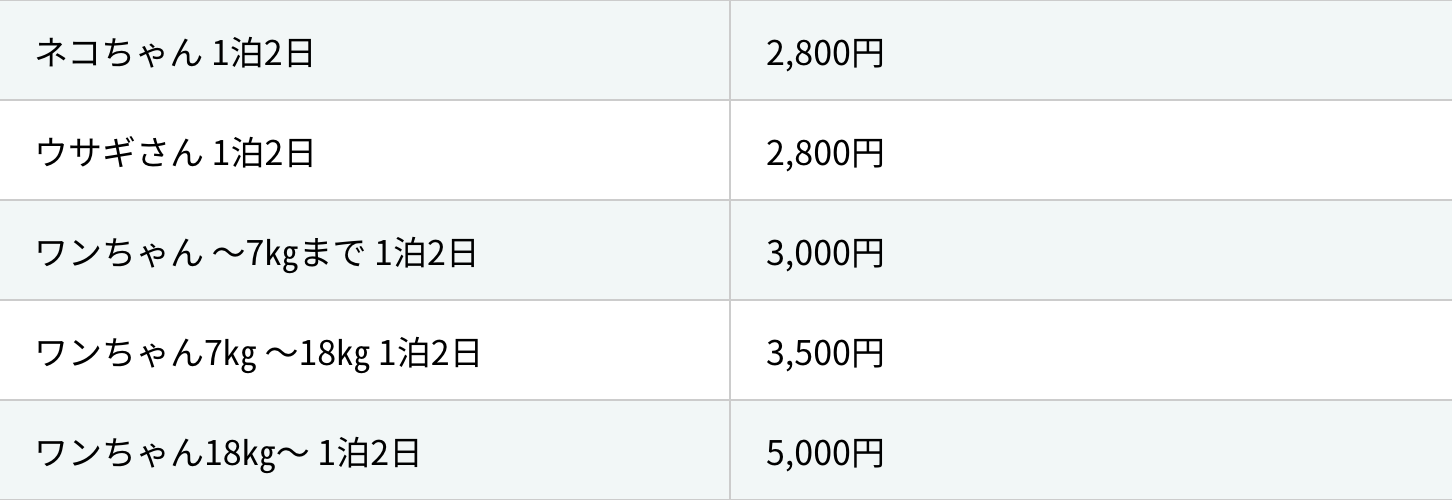 ネコちゃん 1泊2日 2,800円
ウサギさん 1泊2日 2,800円
ワンちゃん ～7kgまで 1泊2日 3,000円
ワンちゃん7kg ～18kg 1泊2日 3,500円
ワンちゃん18kg～ 1泊2日 5,000円